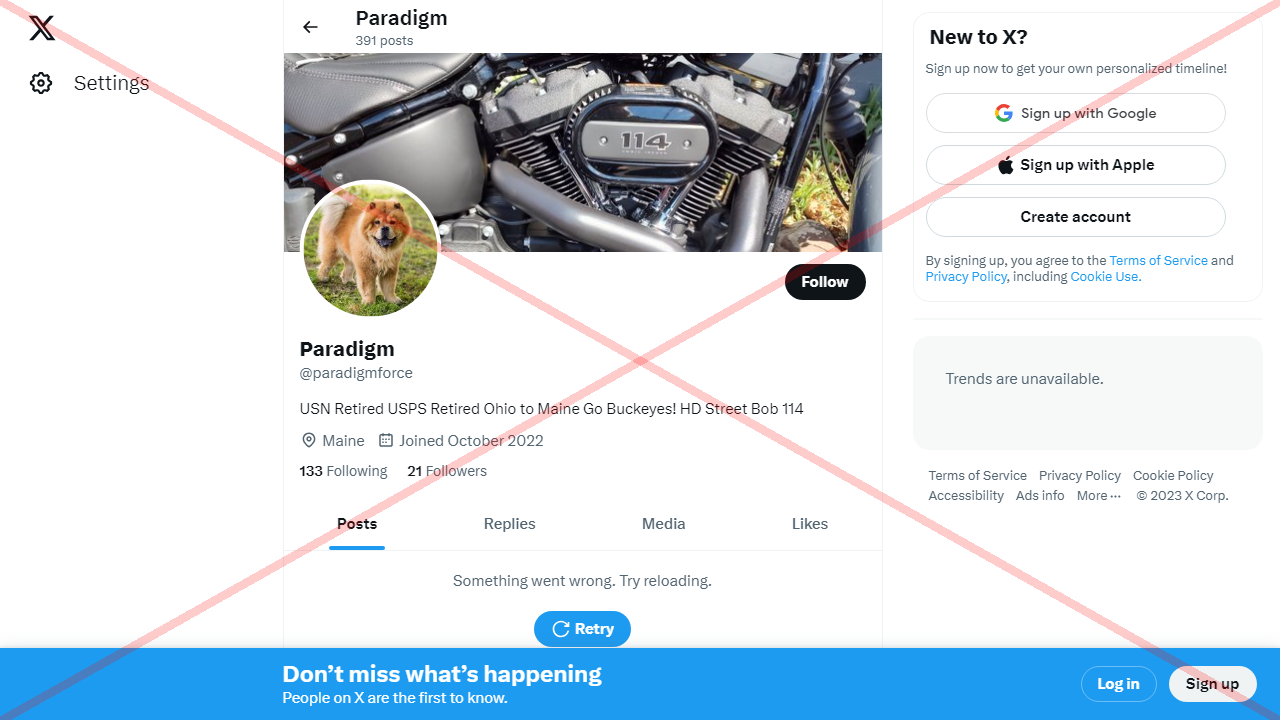 Settings
Paradigm
391 posts
114
Follow
Paradigm
@paradigmforce
USN Retired USPS Retired Ohio to Maine Go Buckeyes! HD Street Bob 114
Maine Joined October 2022
133 Following 21 Followers
Posts Replies Media Likes
Something went wrong. Try reloading.
Retry
New to X?
Sign up now to get your own personalized timeline!
Sign up with Google
Sign up with Apple
Create account
By signing up, you agree to the Terms of Service and
Privacy Policy, including Cookie Use.
Trends are unavailable.
Terms of Service Privacy Policy Cookie Policy
Accessibility Ads info More ··· © 2023 X Corp.
Don’t miss what’s happening
People on X are the first to know.
Log in Sign up